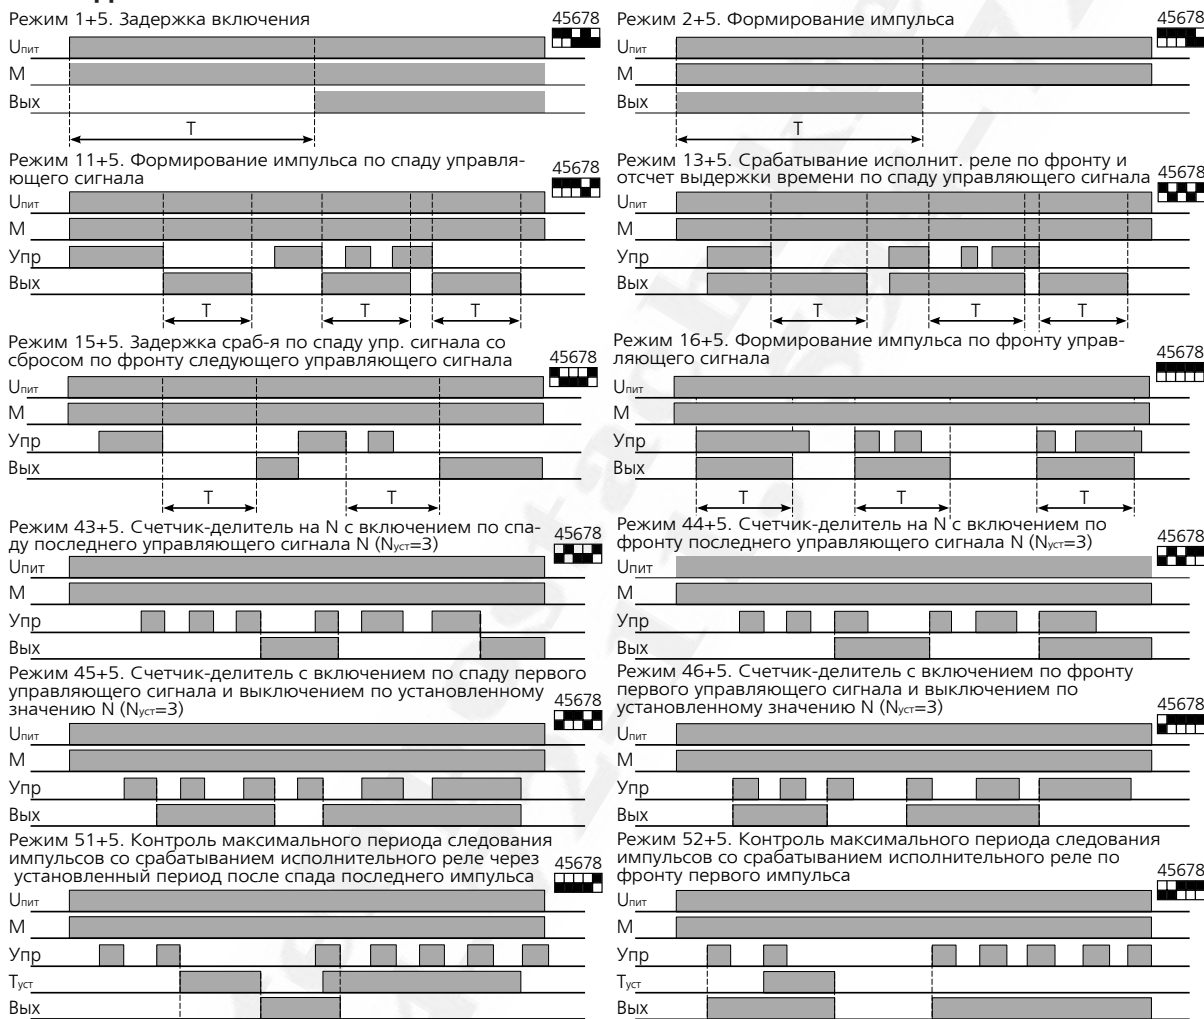 Режим 1+5. Задержка включения
45678
Uпит
М
Вых
Т
Режим 2+5. Формирование импульса
45678
Uпит
М
Вых
Т
Режим 11+5. Формирование импульса по спаду управля-
ющего сигнала
45678
Uпит
М
Упр
Вых
Т Т Т
Режим 13+5. Срабатывание исполнит. реле по фронту и
отсчет выдержки времени по спаду управляющего сигнала
45678
Uпит
М
Упр
Вых
Т Т Т
Режим 15+5. Задержка сраб-я по спаду упр. сигнала со
сбросом по фронту следующего управляющего сигнала
45678
Uпит
М
Упр
Вых
Т Т
Режим 16+5. Формирование импульса по фронту управ-
ляющего сигнала
45678
Uпит
М
Упр
Вых
Т Т Т
Режим 43+5. Счетчик-делитель на N с включением по спа-
ду последнего управляющего сигнала N (Nуст=3)
45678
Uпит
М
Упр
Вых
Режим 44+5. Счетчик-делитель на N с включением по
фронту последнего управляющего сигнала N (Nуст=3)
45678
Uпит
М
Упр
Вых
Режим 45+5. Счетчик-делитель с включением по спаду первого
управляющего сигнала и выключением по установленному
значению N (Nуст=3)
45678
Uпит
М
Упр
Вых
Режим 46+5. Счетчик-делитель с включением по фронту
первого управляющего сигнала и выключением по
установленному значению N (Nуст=3)
45678
Uпит
М
Упр
Вых
Режим 51+5. Контроль максимального периода следования
импульсов со срабатыванием исполнительного реле через
установленный период после спада последнего импульса
45678
Uпит
М
Упр
Туст
Вых
Режим 52+5. Контроль максимального периода следования
импульсов со срабатыванием исполнительного реле по
фронту первого импульса
45678
Uпит
М
Упр
Туст
Вых